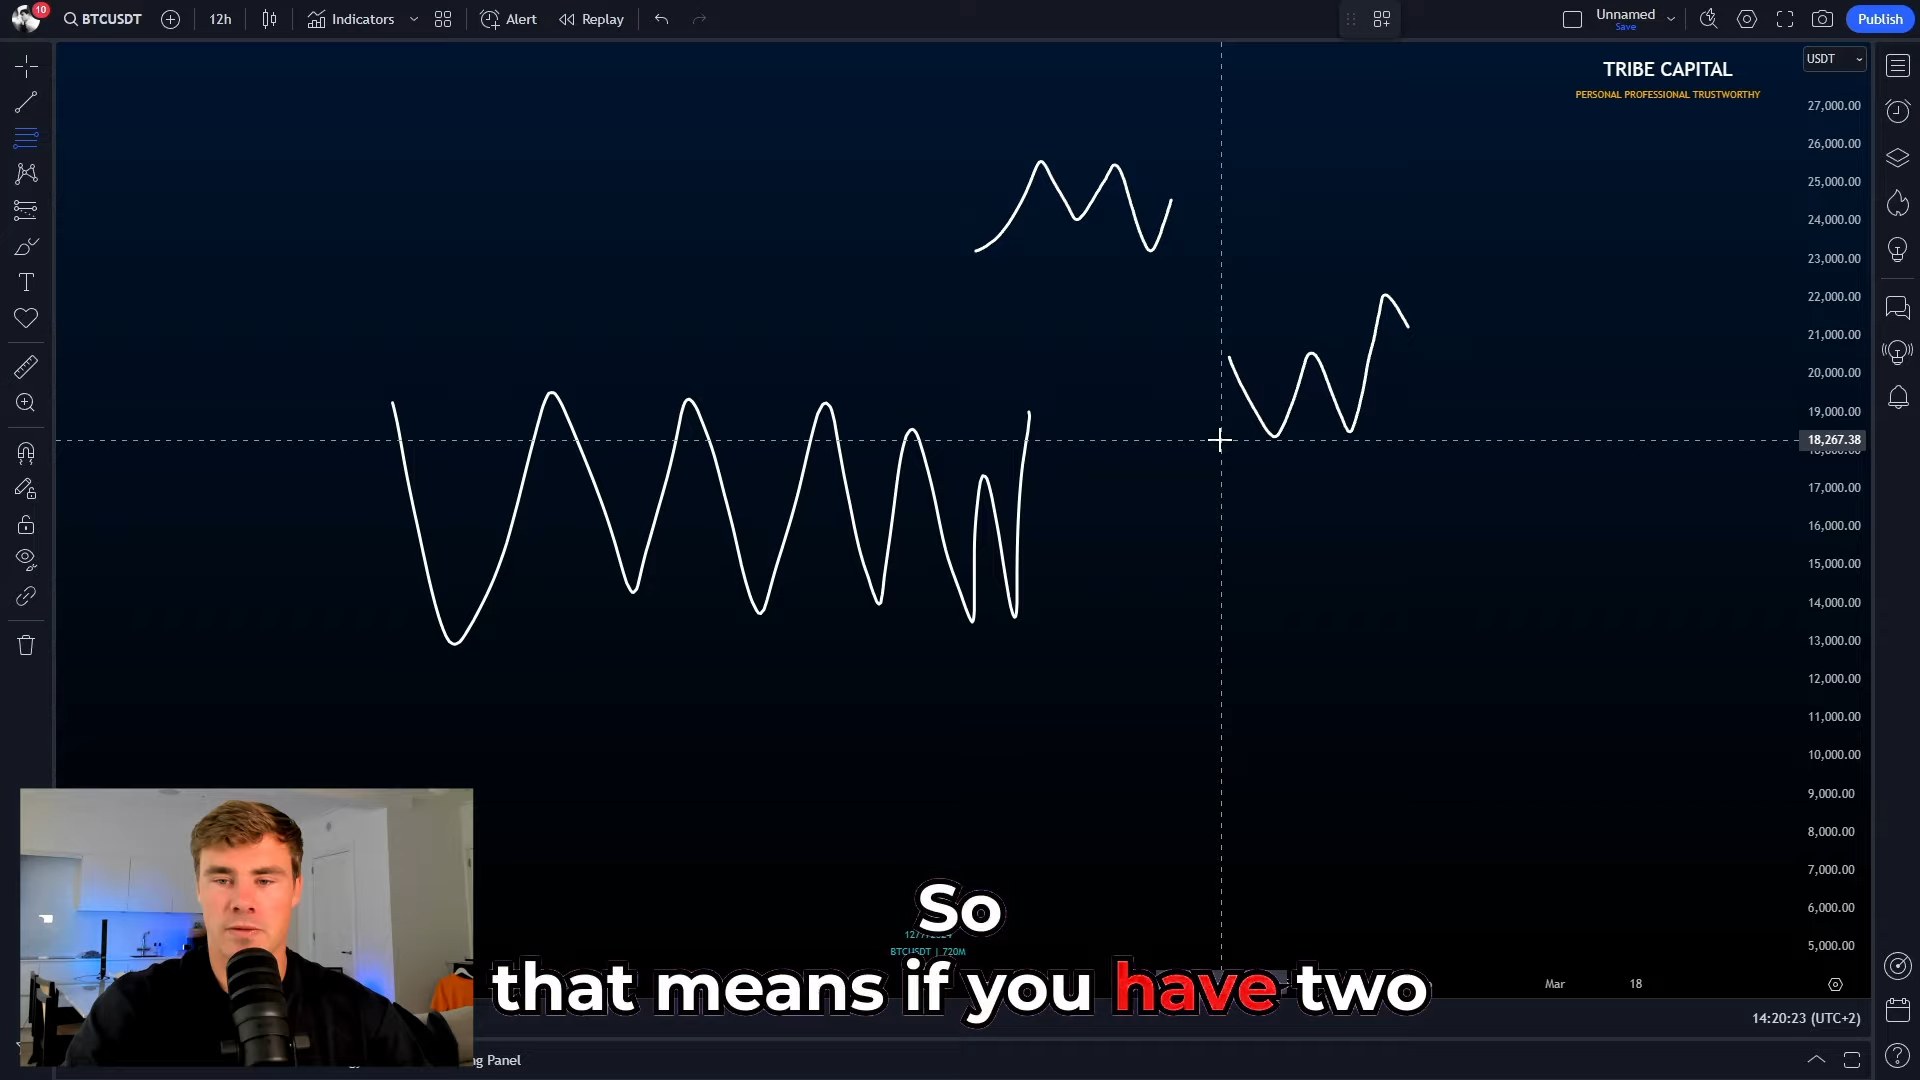 10
BTCUSDT
12h
Indicators
Alert
Replay
Unnamed
Save
Publish
TRIBE CAPITAL
PERSONAL PROFESSIONAL TRUSTWORTHY
USDT
27,000.00
26,000.00
25,000.00
24,000.00
23,000.00
22,000.00
21,000.00
20,000.00
19,000.00
18,267.38
17,000.00
16,000.00
15,000.00
14,000.00
13,000.00
12,000.00
11,000.00
10,000.00
9,000.00
8,000.00
7,000.00
6,000.00
5,000.00
So
BTCUSDT | 720M
that means if you have two
Mar
18
14:20:23 (UTC+2)
Panel